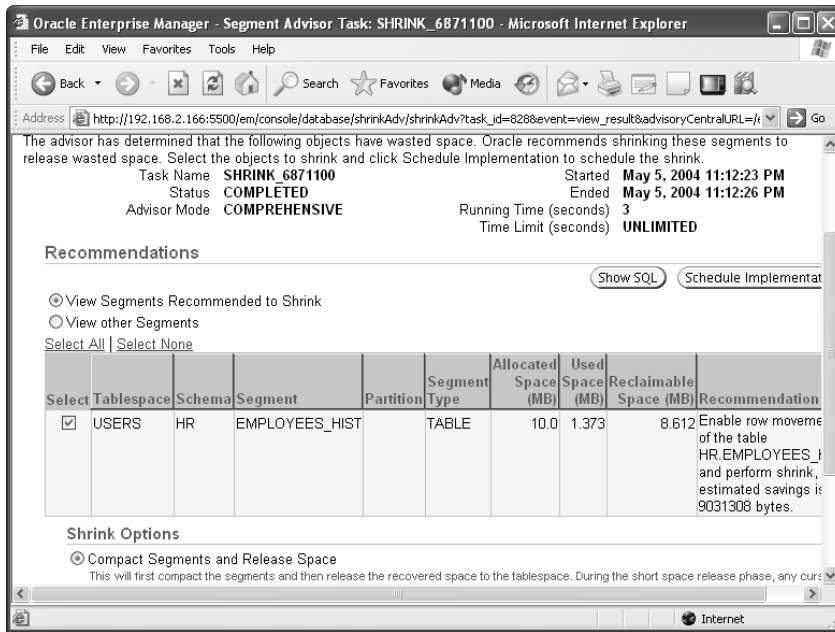 Oracle Enterprise Manager - Segment Advisor Task: SHRINK_6871100 - Microsoft Internet Explorer
File Edit View Favorites Tools Help
Back Search Favorites Media
Address http://192.168.2.166:5500/em/console/database/shrinkAdv/shrinkAdv?task_id=828&event=view_result&advisoryCentralURL=/e Go
The advisor has determined that the following objects have wasted space. Oracle recommends shrinking these segments to
release wasted space. Select the objects to shrink and click Schedule Implementation to schedule the shrink.
Task Name SHRINK_6871100 Started May 5, 2004 11:12:23 PM
Status COMPLETED Ended May 5, 2004 11:12:26 PM
Advisor Mode COMPREHENSIVE Running Time (seconds) 3
Time Limit (seconds) UNLIMITED
Recommendations
Show SQL Schedule Implementat
View Segments Recommended to Shrink
View other Segments
Select All | Select None
Select Tablespace Schema Segment Partition Segment Type Allocated Space (MB) Used Space (MB) Reclaimable Space (MB) Recommendation
USERS HR EMPLOYEES_HIST TABLE 10.0 1.373 8.612 Enable row moveme
of the table
HR.EMPLOYEES_H
and perform shrink,
estimated savings is
9031308 bytes.
Shrink Options
Compact Segments and Release Space
This will first compact the segments and then release the recovered space to the tablespace. During the short space release phase, any curs
Internet